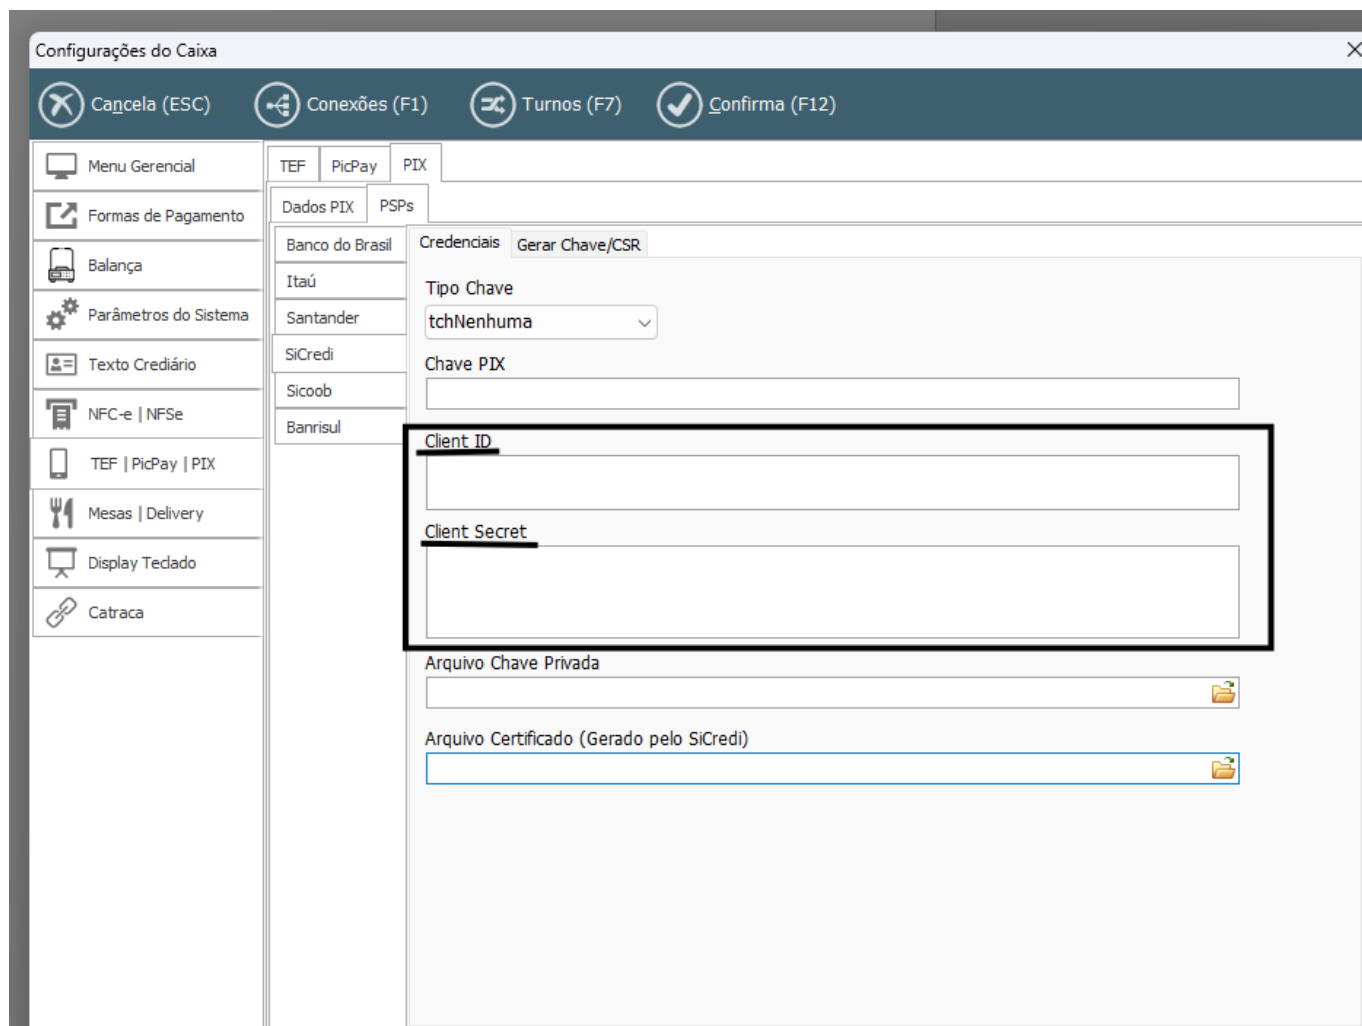 Configurações do Caixa
Cancela (ESC)
Conexões (F1)
Turnos (F7)
Confirma (F12)
Menu Gerencial
Formas de Pagamento
Balança
Parâmetros do Sistema
Texto Crediário
NFC-e | NFSe
TEF | PicPay | PIX
Mesas | Delivery
Display Teclado
Catraca
TEF
PicPay
PIX
Dados PIX
PSPs
Banco do Brasil
Itaú
Santander
SiCredi
Sicoob
Banrisul
Credenciais
Gerar Chave/CSR
Tipo Chave
tchNenhuma
Chave PIX
Client ID
Client Secret
Arquivo Chave Privada
Arquivo Certificado (Gerado pelo SiCredi)